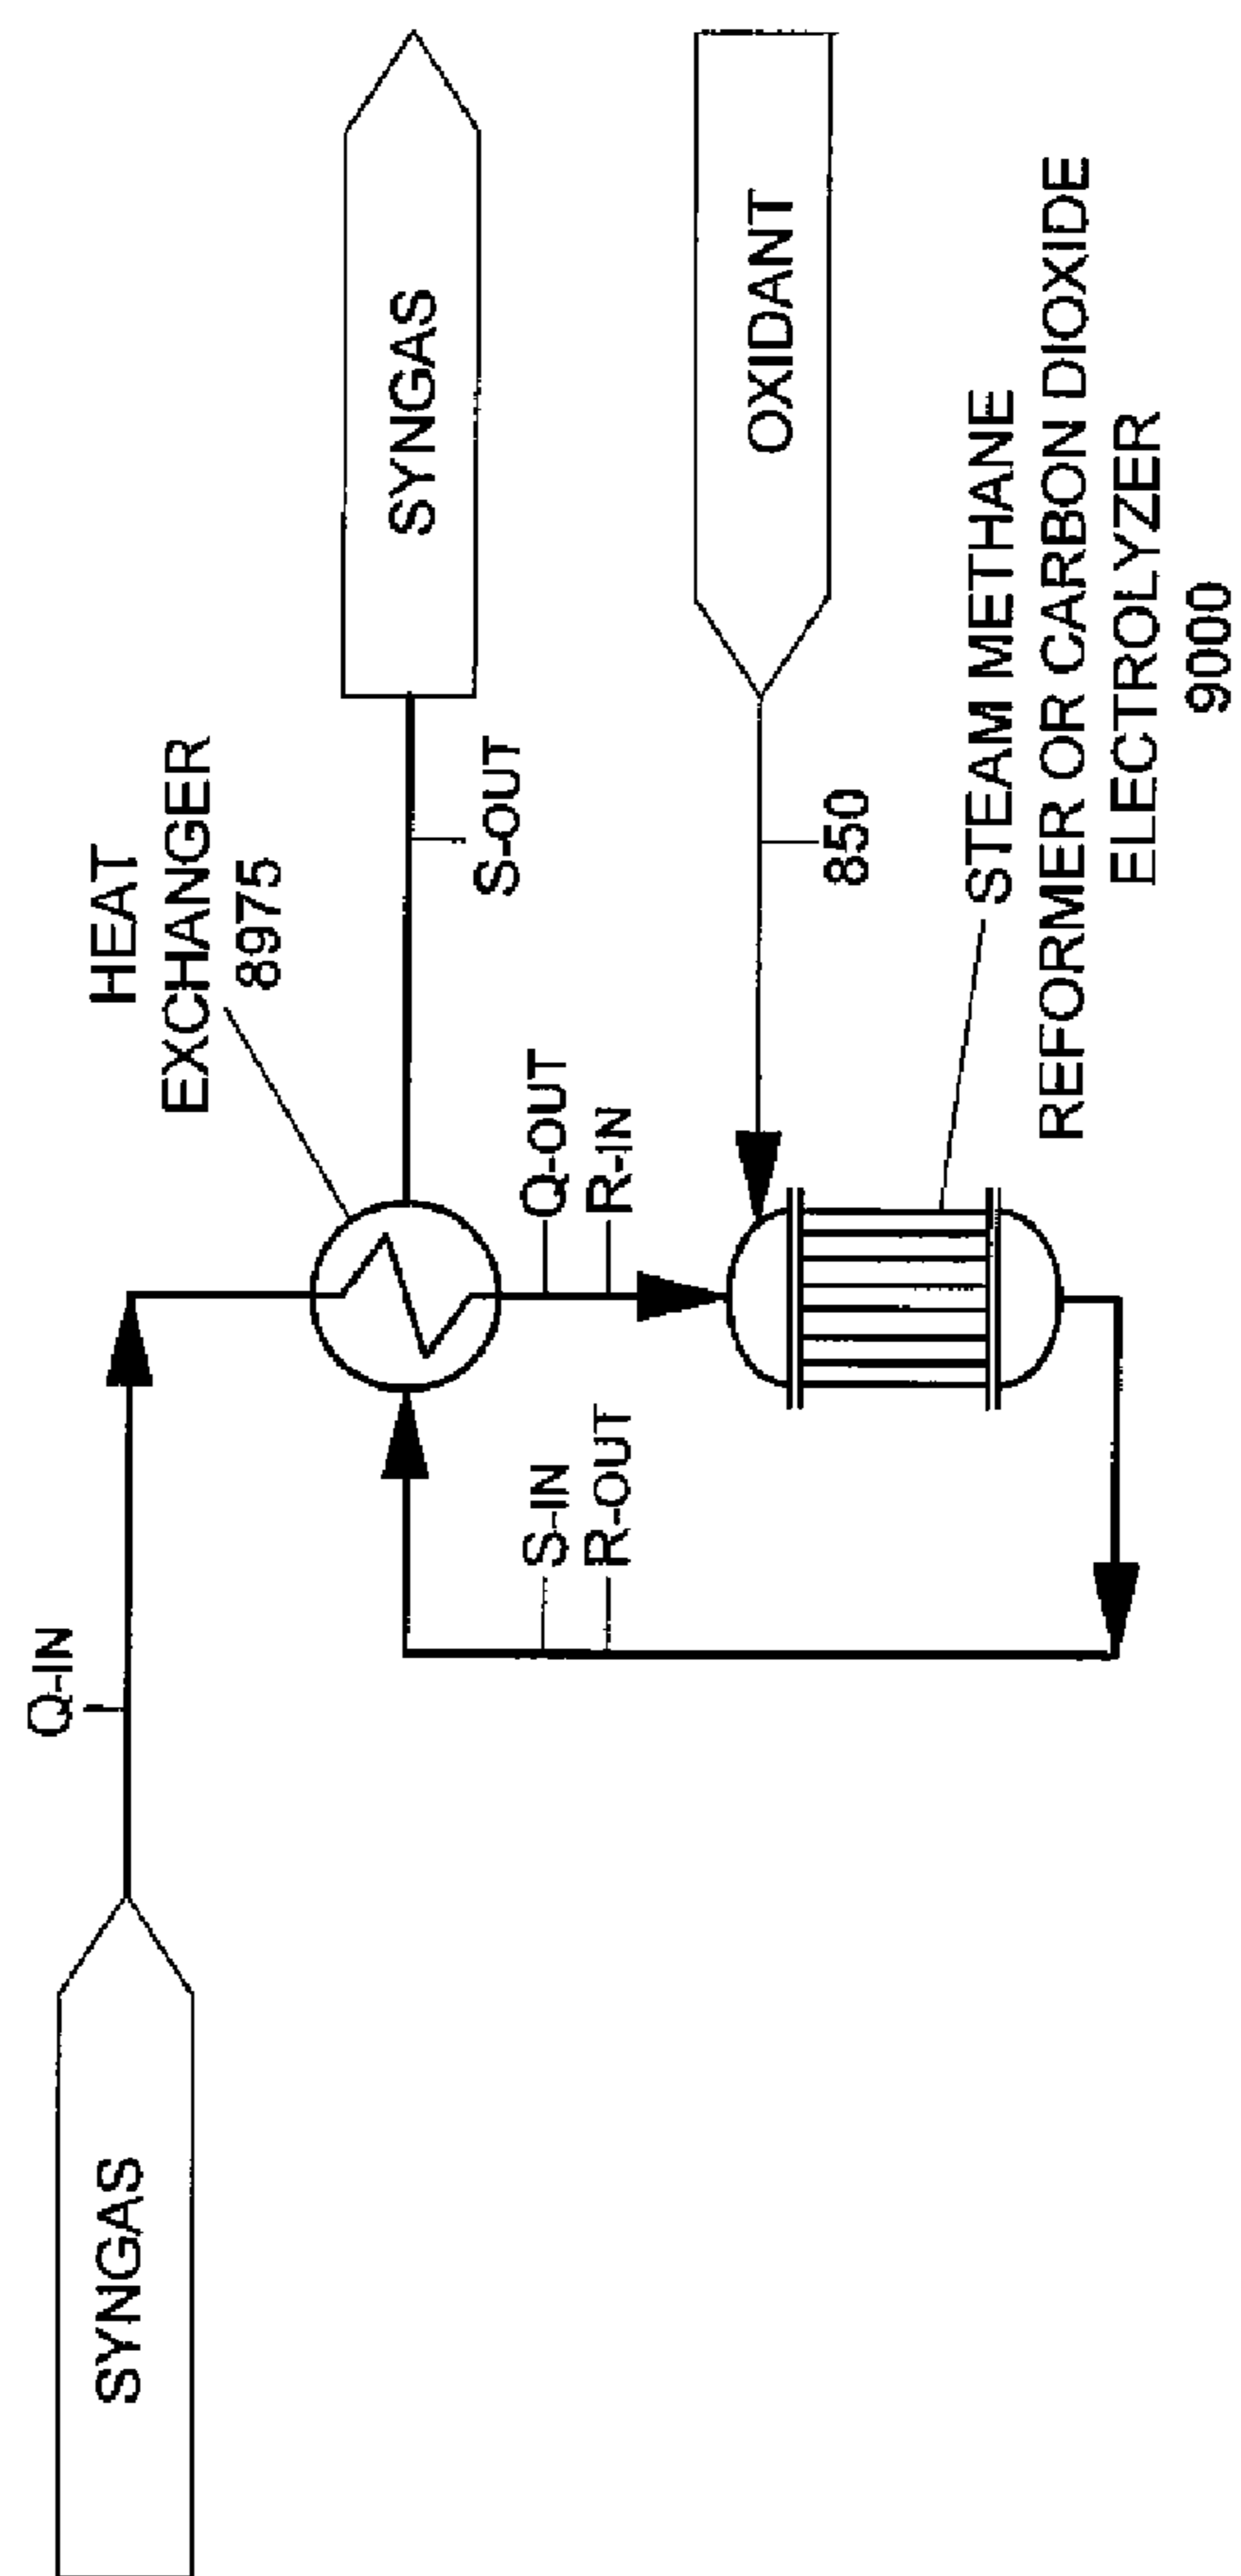 SYNGAS
Q-IN
HEAT
EXCHANGER
8975
SYNGAS
S-OUT
Q-OUT
R-IN
S-IN
R-OUT
OXIDANT
850
STEAM METHANE
REFORMER OR CARBON DIOXIDE
ELECTROLYZER
9000